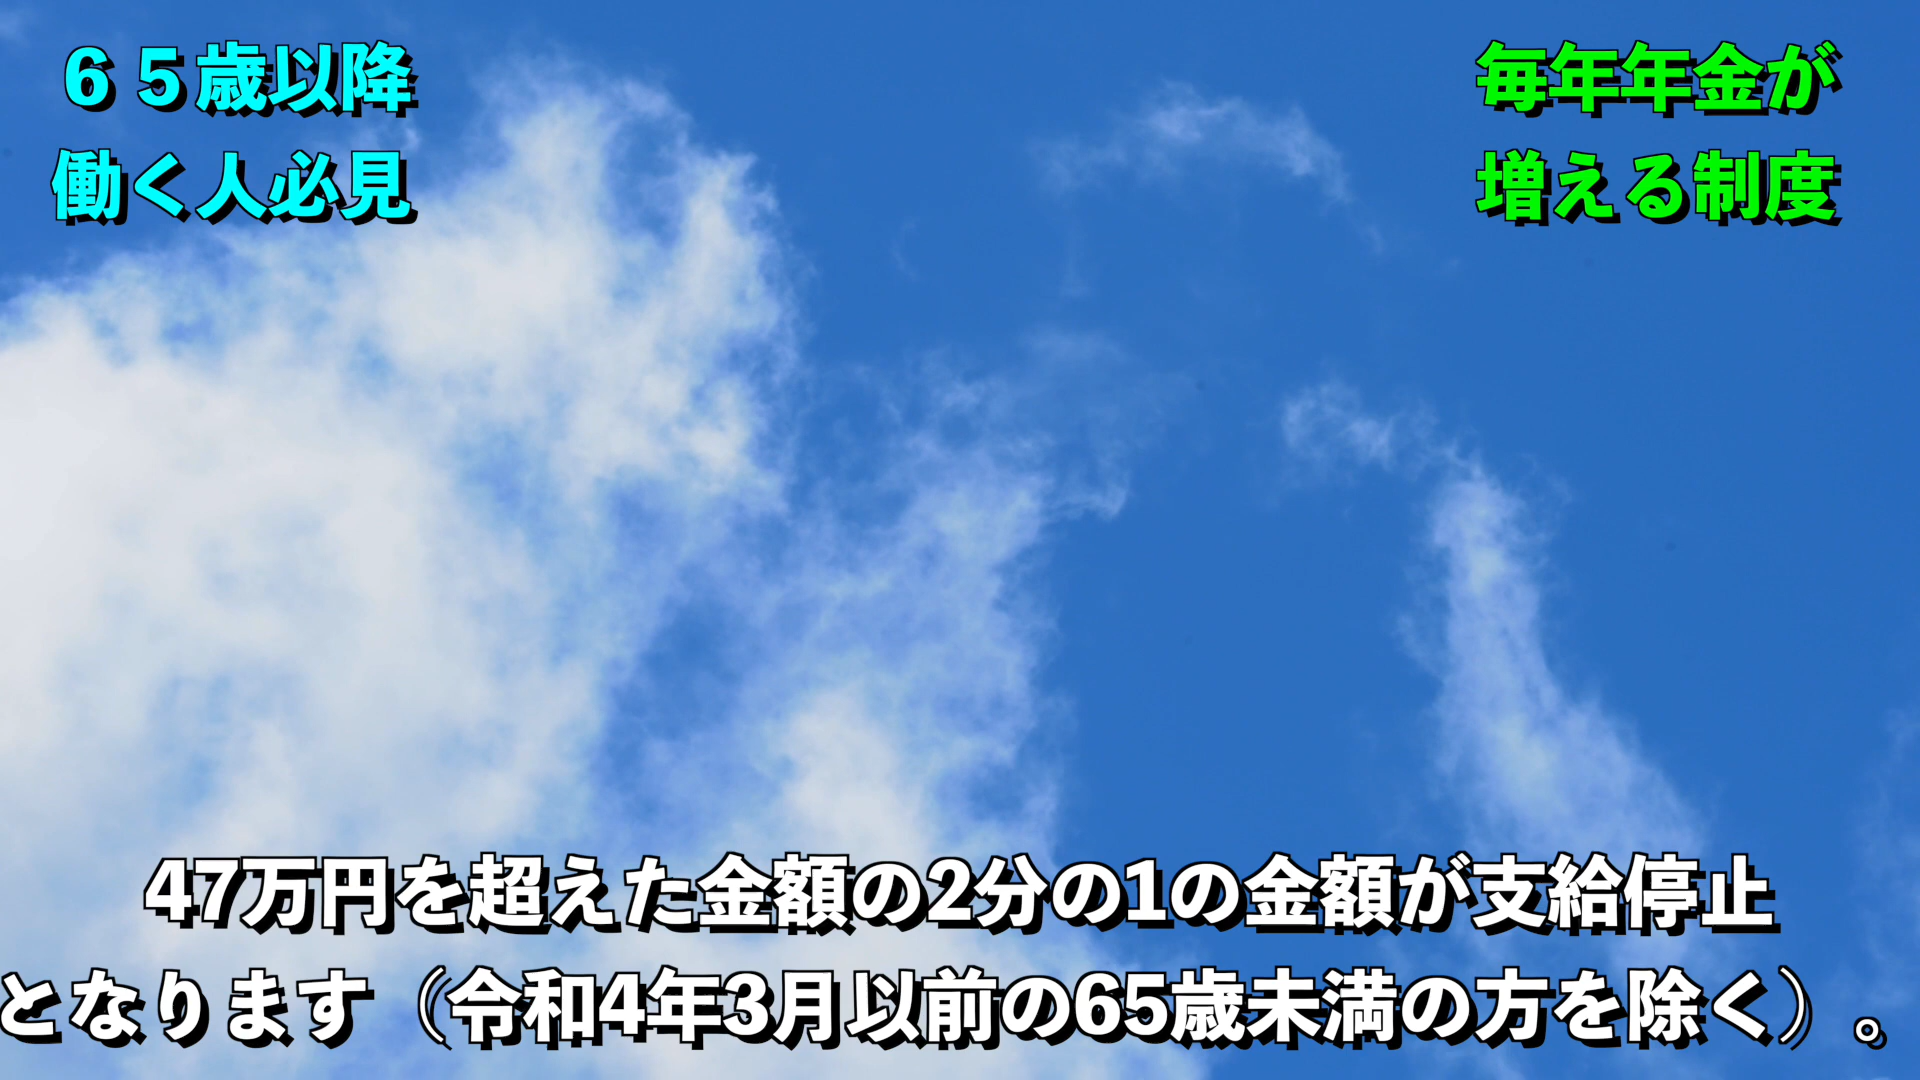 ６５歳以降
働く人必見
毎年年金が
増える制度
47万円を超えた金額の2分の1の金額が支給停止
となります（令和4年3月以前の65歳未満の方を除く）。